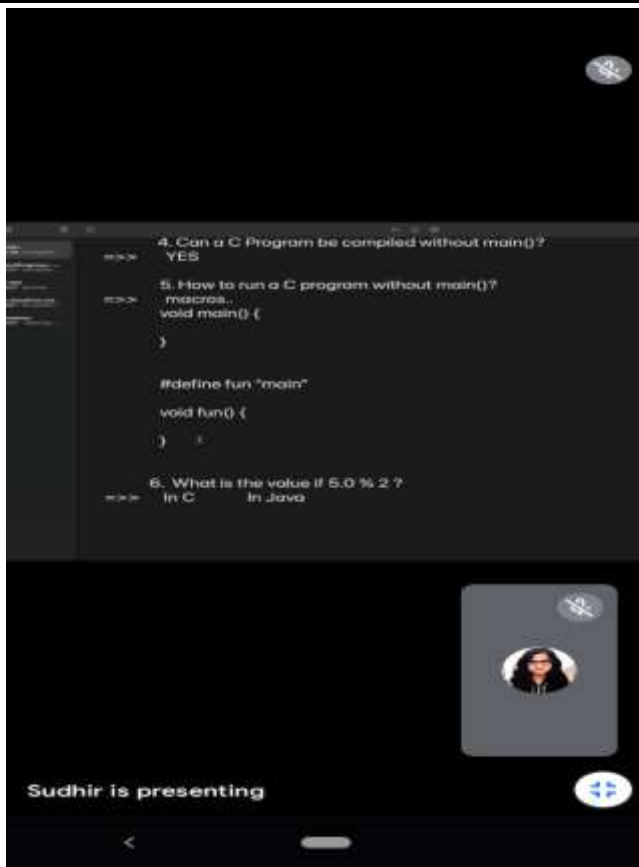 4. Can a C Program be compiled without main()?
=>> YES
5. How to run a C program without main()?
=>> macros..
void main() {
}
#define fun "main"
void fun() {
}
6. What is the value if 5.0 % 2 ?
=>> In C In Java
Sudhir is presenting